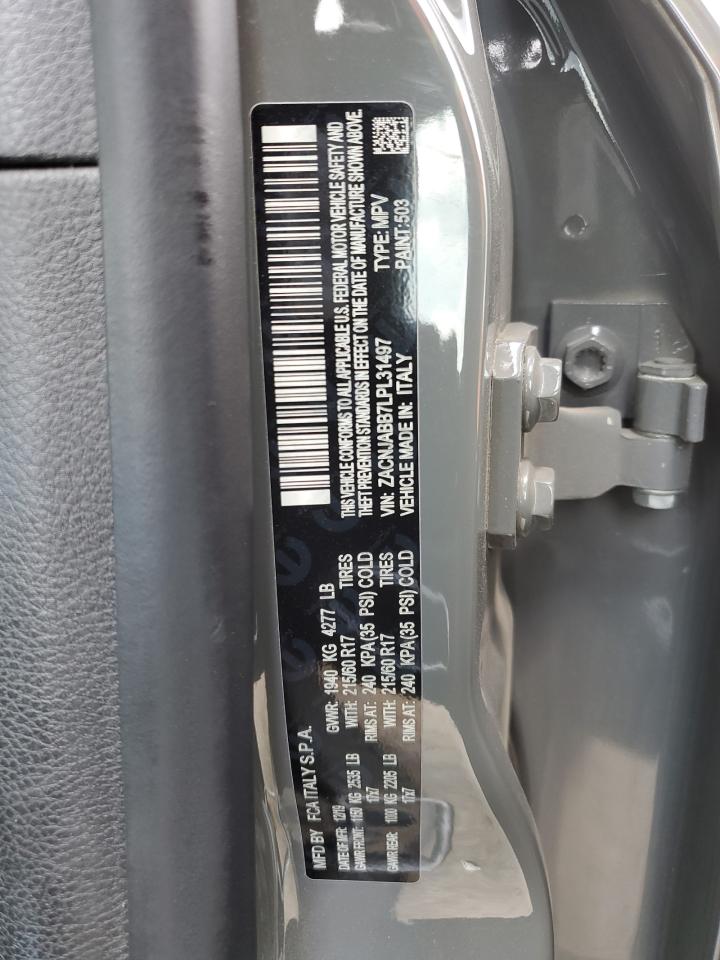 MFD BY FCA ITALY S.P.A.
DATE OF MFR: 12/19 GVWR: 1940 KG 4277 LB
GAWR FRONT: 1150 KG 2535 LB WITH: 215/60 R17 TIRES
17x7 RIMS AT: 240 KPA(35 PSI) COLD
GAWR REAR: 1000 KG 2205 LB WITH: 215/60 R17 TIRES
17x7 RIMS AT: 240 KPA(35 PSI) COLD
THIS VEHICLE CONFORMS TO ALL APPLICABLE U.S. FEDERAL MOTOR VEHICLE SAFETY AND
THEFT PREVENTION STANDARDS IN EFFECT ON THE DATE OF MANUFACTURE SHOWN ABOVE.
VIN: ZACNJABB7LPL31497 TYPE: MPV
VEHICLE MADE IN: ITALY PAINT: 503